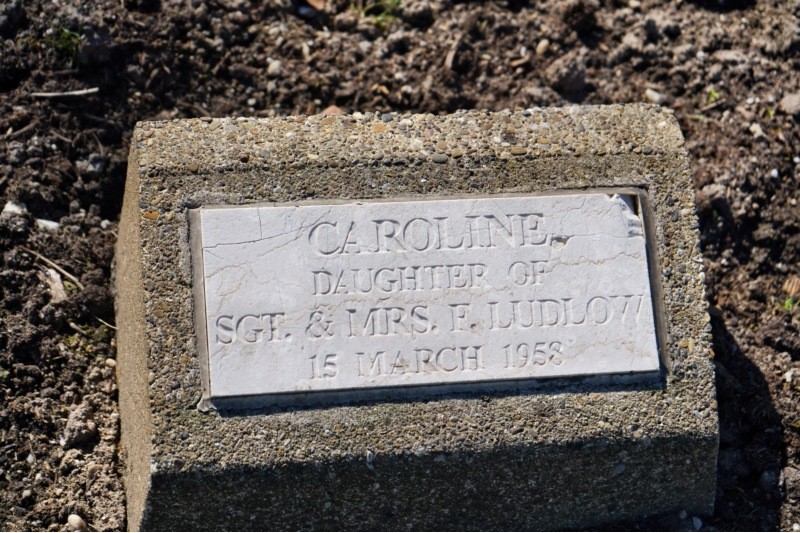 CAROLINE
DAUGHTER OF
SGT. & MRS. F. LUDLOW
15 MARCH 1958